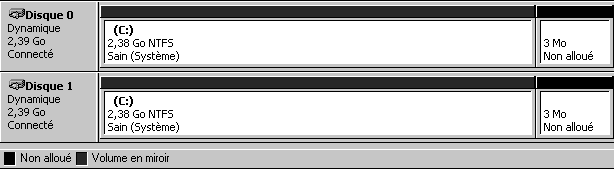 Disque 0
Dynamique
2,39 Go
Connecté
(C:)
2,38 Go NTFS
Sain (Système)
3 Mo
Non alloué
Disque 1
Dynamique
2,39 Go
Connecté
(C:)
2,38 Go NTFS
Sain (Système)
3 Mo
Non alloué
Non alloué Volume en miroir